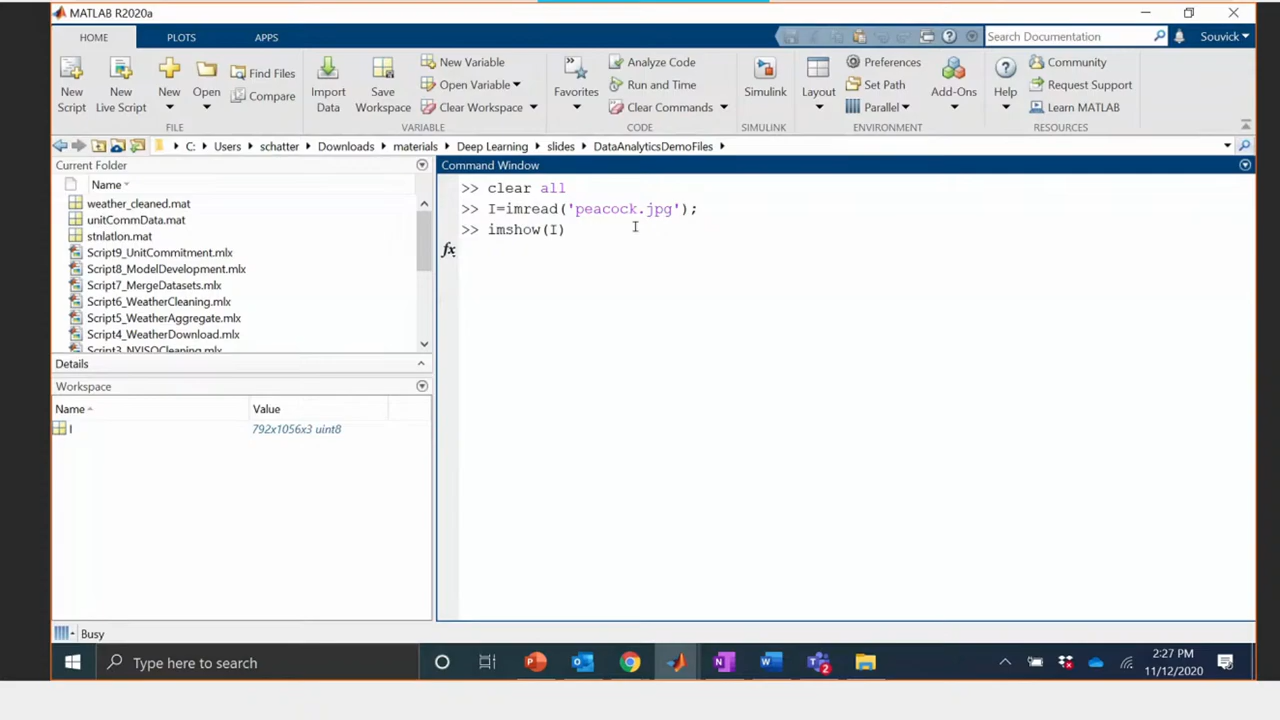 MATLAB R2020a
HOME PLOTS APPS
Search Documentation
Souvick
New Script
New Live Script
New
Open
Find Files
Compare
FILE
Import Data
Save Workspace
New Variable
Open Variable
Clear Workspace
VARIABLE
Favorites
Analyze Code
Run and Time
Clear Commands
CODE
Simulink
SIMULINK
Layout
Preferences
Set Path
Parallel
Add-Ons
ENVIRONMENT
Help
Community
Request Support
Learn MATLAB
RESOURCES
C: Users schatter Downloads materials Deep Learning slides DataAnalyticsDemoFiles
Current Folder
Name
weather_cleaned.mat
unitCommData.mat
stnlatlon.mat
Script9_UnitCommitment.mlx
Script8_ModelDevelopment.mlx
Script7_MergeDatasets.mlx
Script6_WeatherCleaning.mlx
Script5_WeatherAggregate.mlx
Script4_WeatherDownload.mlx
Script3_NYISOCleaning.mlx
Details
Workspace
Name Value
I 792x1056x3 uint8
Command Window
>> clear all
>> I=imread('peacock.jpg');
>> imshow(I)
fx
Busy
Type here to search
2
2:27 PM
11/12/2020